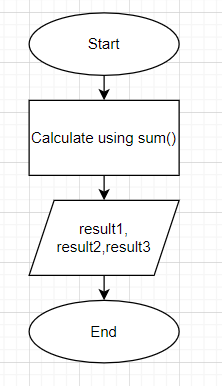 Start
Calculate using sum()
result1,
result2,result3
End